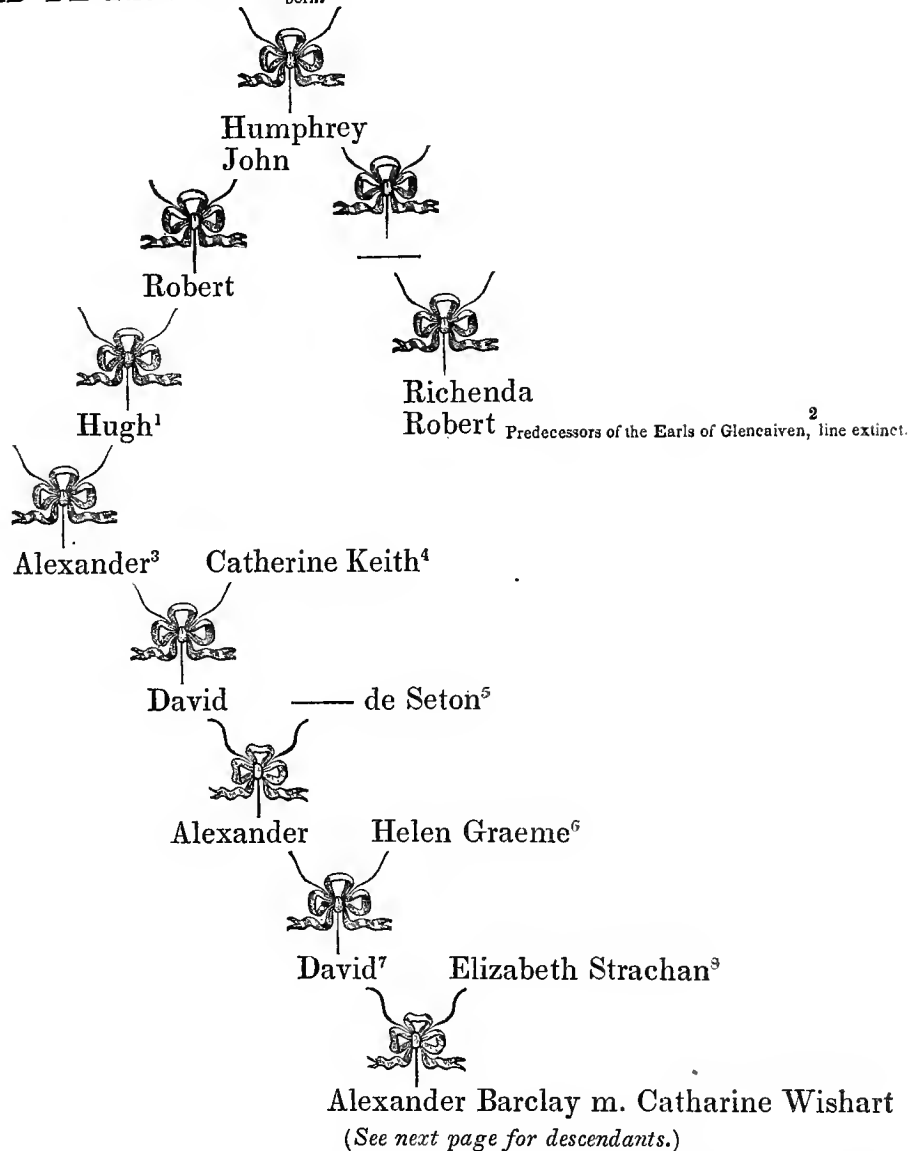 Humphrey
John
Robert
Richenda
Hugh¹
Robert Predecessors of the Earls of Glencaiven,² line extinct.
Alexander³ Catherine Keith⁴
David —— de Seton⁵
Alexander Helen Graeme⁶
David⁷ Elizabeth Strachan⁸
Alexander Barclay m. Catharine Wishart
(See next page for descendants.)